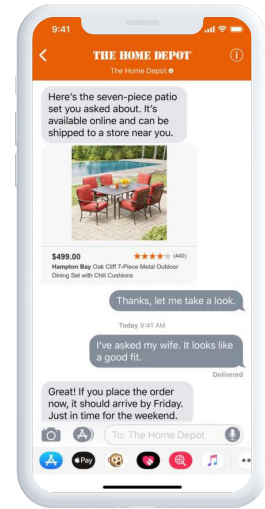 9:41
THE HOME DEPOT
The Home Depot
Here's the seven-piece patio
set you asked about. It's
available online and can be
shipped to a store near you.
$499.00 ★★★★★ (440)
Hampton Bay Oak Cliff 7-Piece Metal Outdoor
Dining Set with Chili Cushions
Thanks, let me take a look.
Today 9:41 AM
I've asked my wife. It looks like
a good fit.
Delivered
Great! If you place the order
now, it should arrive by Friday.
Just in time for the weekend.
To: The Home Depot
Pay